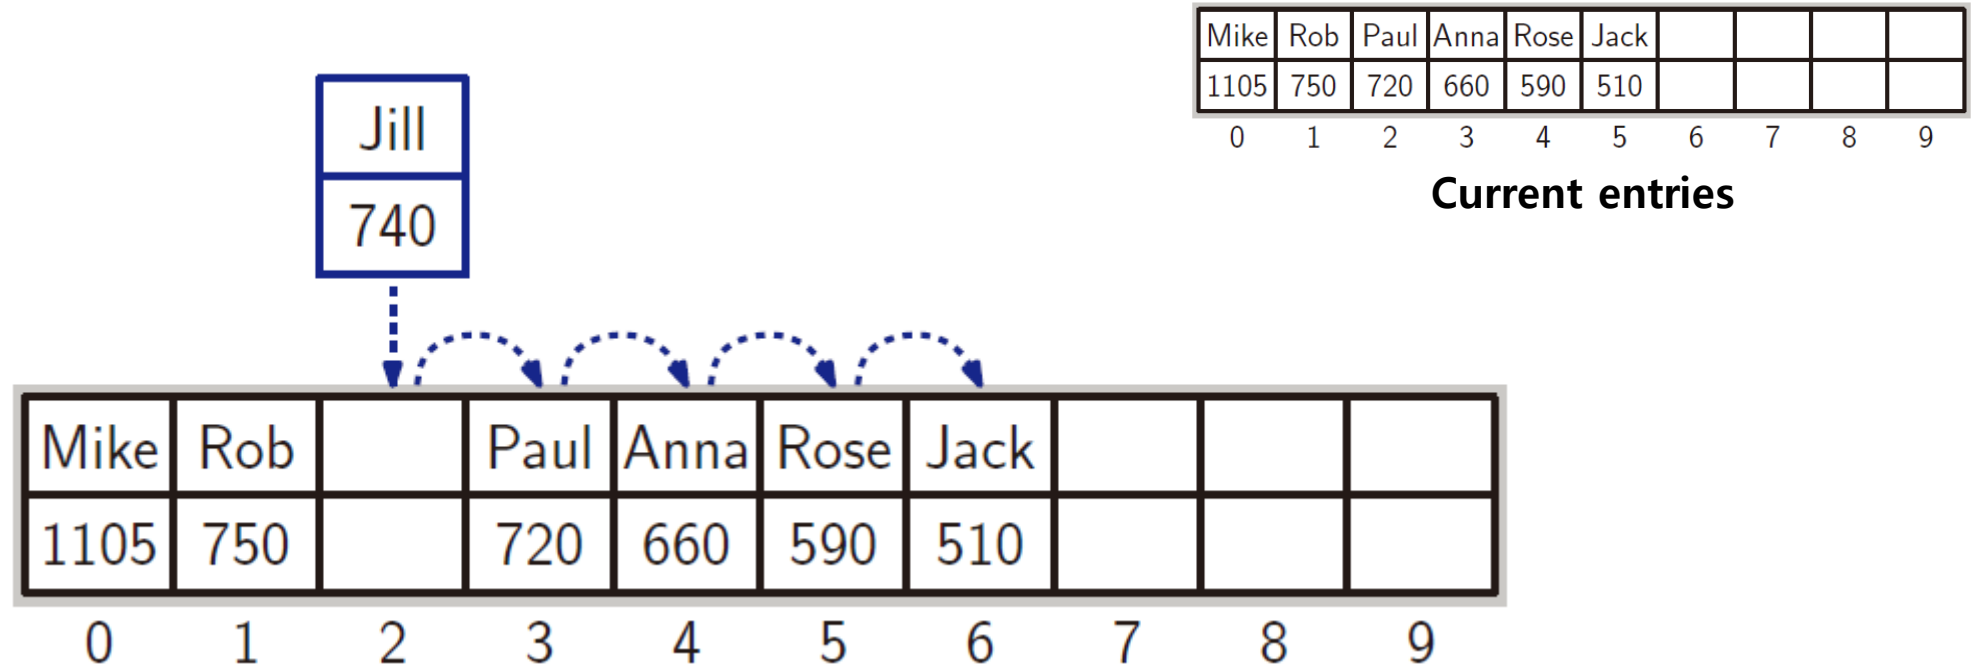 Mike Rob Paul Anna Rose Jack
1105 750 720 660 590 510
0 1 2 3 4 5 6 7 8 9
Current entries
Jill
740
Mike Rob Paul Anna Rose Jack
1105 750 720 660 590 510
0 1 2 3 4 5 6 7 8 9